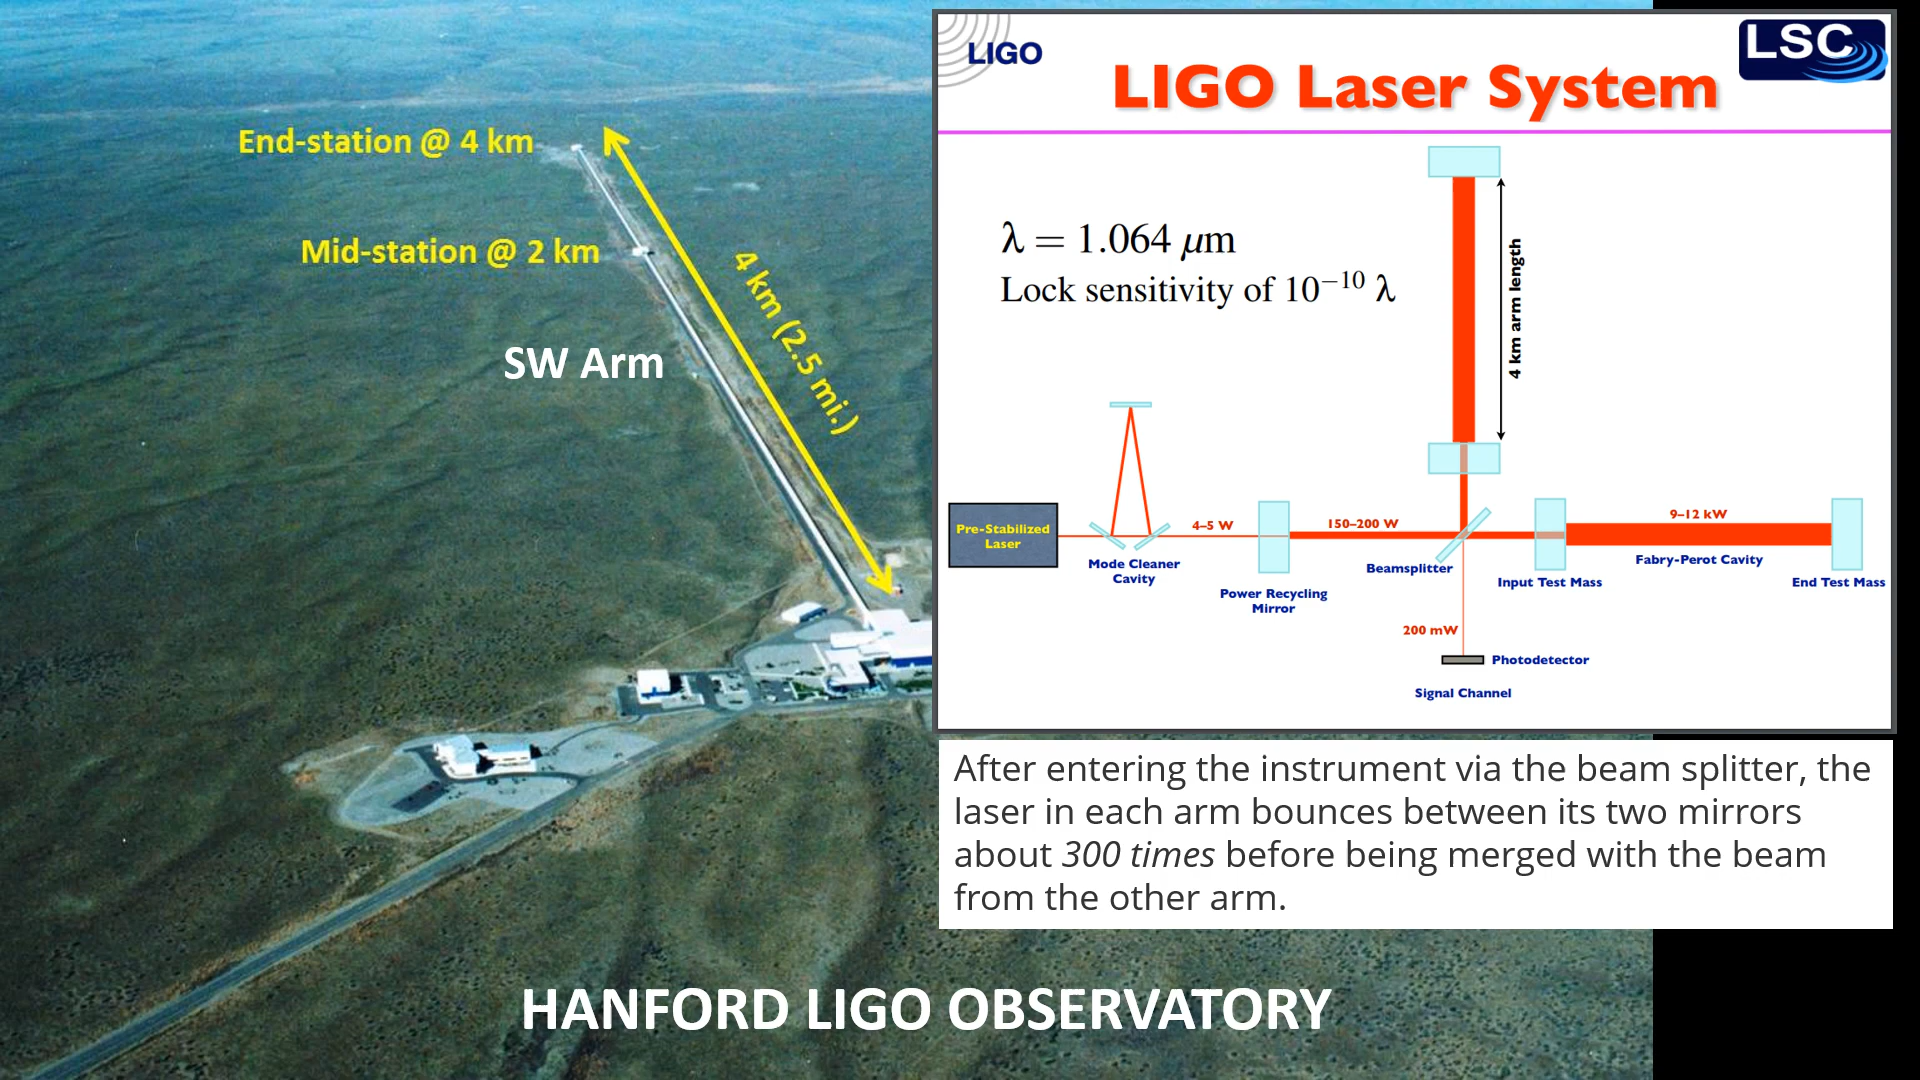 End-station @ 4 km
Mid-station @ 2 km
4 km (2.5 mi.)
SW Arm
HANFORD LIGO OBSERVATORY
LIGO
LSC
LIGO Laser System
λ = 1.064 μm
Lock sensitivity of 10⁻¹⁰ λ
4 km arm length
Pre-Stabilized
Laser
Mode Cleaner
Cavity
4–5 W
Power Recycling
Mirror
150–200 W
Beamsplitter
Input Test Mass
9–12 kW
Fabry-Perot Cavity
End Test Mass
200 mW
Photodetector
Signal Channel
After entering the instrument via the beam splitter, the
laser in each arm bounces between its two mirrors
about 300 times before being merged with the beam
from the other arm.